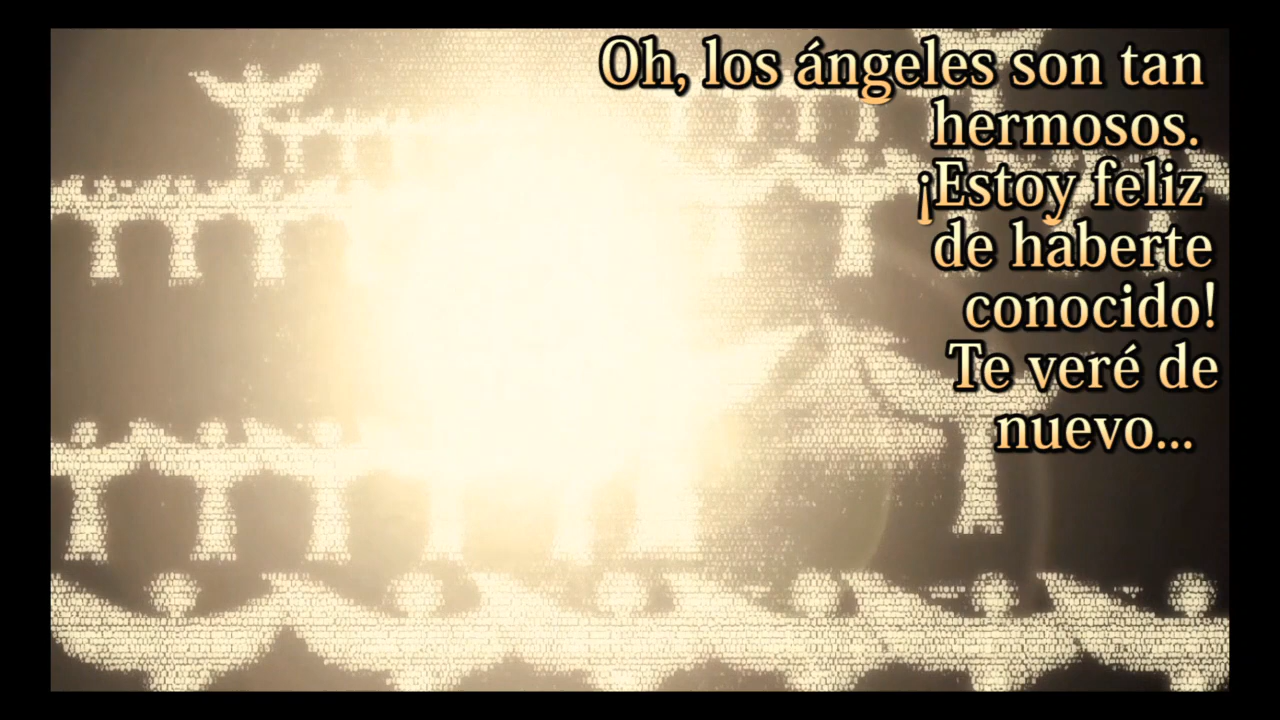 Oh, los ángeles son tan
hermosos.
¡Estoy feliz
de haberte
conocido!
Te veré de
nuevo...